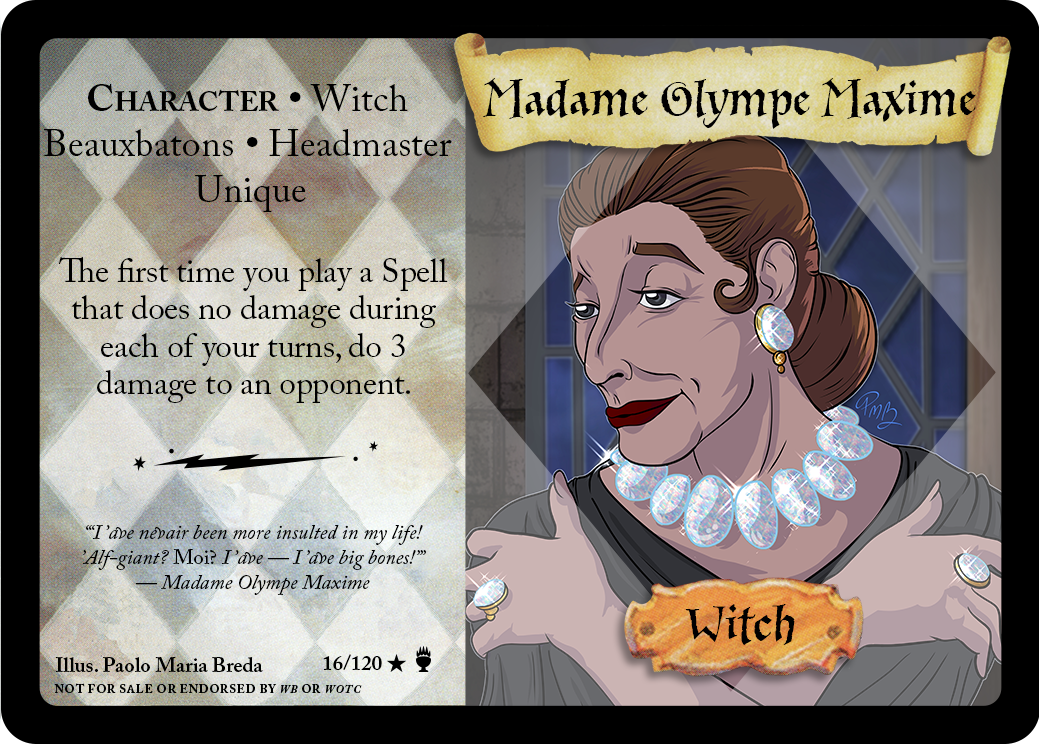 Madame Olympe Maxime
CHARACTER • Witch
Beauxbatons • Headmaster
Unique
The first time you play a Spell
that does no damage during
each of your turns, do 3
damage to an opponent.
“‘I ’ave nevair been more insulted in my life!
’Alf-giant? Moi? I ’ave — I ’ave big bones!’”
— Madame Olympe Maxime
Illus. Paolo Maria Breda 16/120 ★
NOT FOR SALE OR ENDORSED BY WB OR WOTC
PMB
Witch